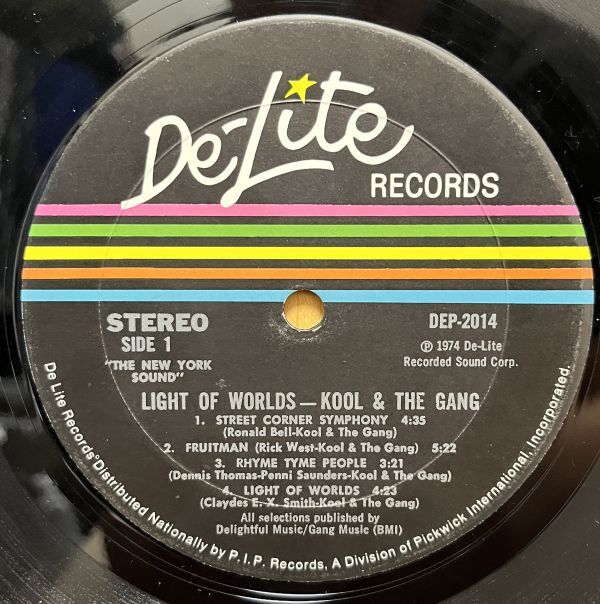 De-Lite
RECORDS
STEREO
SIDE 1
"THE NEW YORK
SOUND"
DEP-2014
℗ 1974 De-Lite
Recorded Sound Corp.
LIGHT OF WORLDS—KOOL & THE GANG
1. STREET CORNER SYMPHONY 4:35
(Ronald Bell-Kool & The Gang)
2. FRUITMAN (Rick West-Kool & The Gang) 5:22
3. RHYME TYME PEOPLE 3:21
(Dennis Thomas-Penni Saunders-Kool & The Gang)
4. LIGHT OF WORLDS 4:23
(Claydes E. X. Smith-Kool & The Gang)
All selections published by
Delightful Music/Gang Music (BMI)
De Lite Records® Distributed Nationally by P.I.P. Records, A Division of Pickwick International, Incorporated.